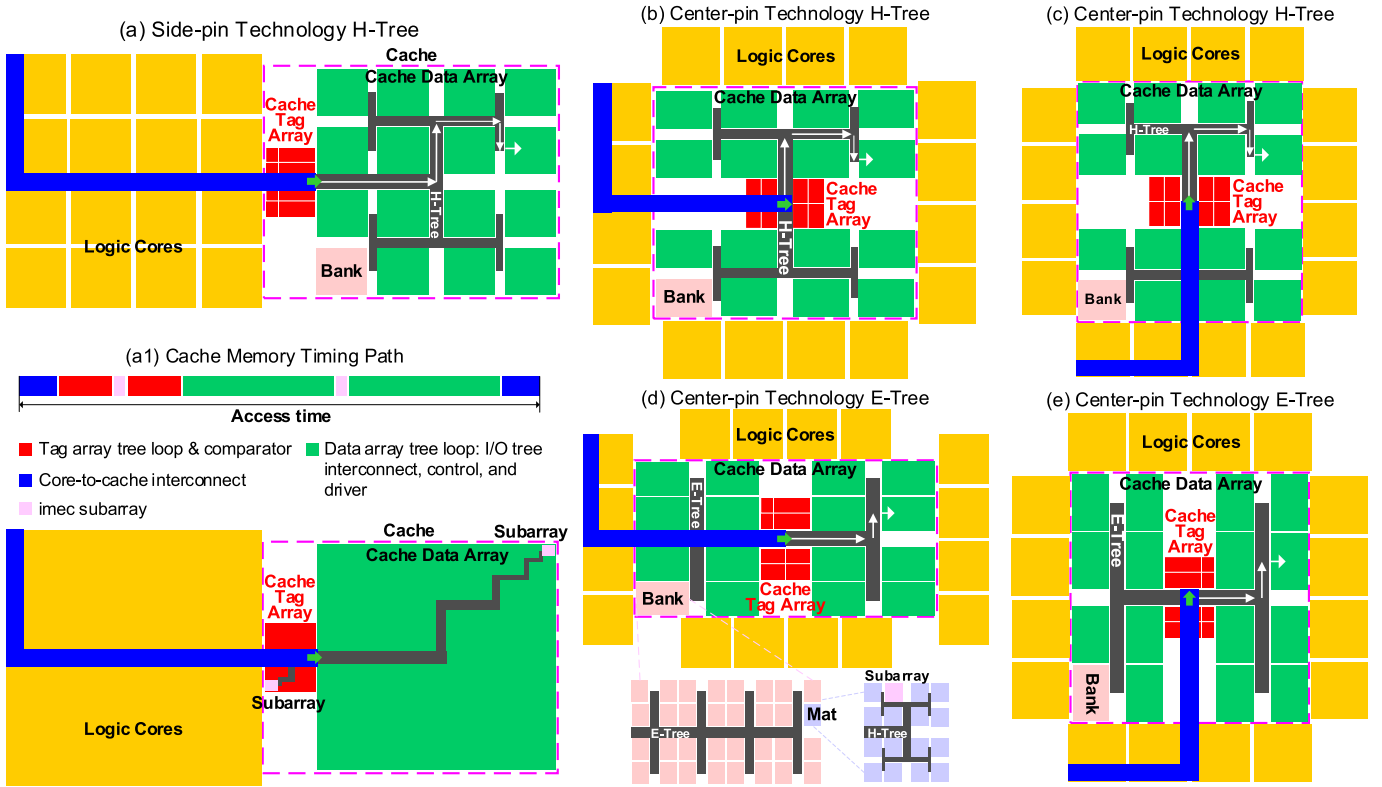 (a) Side-pin Technology H-Tree
Cache
Cache Data Array
Cache
Tag
Array
H-Tree
Logic Cores
Bank
(b) Center-pin Technology H-Tree
Logic Cores
Cache Data Array
Cache
Tag
Array
H-Tree
Bank
(c) Center-pin Technology H-Tree
Logic Cores
Cache Data Array
H-Tree
Cache
Tag
Array
Bank
(a1) Cache Memory Timing Path
Access time
Tag array tree loop & comparator
Core-to-cache interconnect
imec subarray
Data array tree loop: I/O tree
interconnect, control, and
driver
Cache
Subarray
Cache Data Array
Cache
Tag
Array
Subarray
Logic Cores
(d) Center-pin Technology E-Tree
Logic Cores
Cache Data Array
E-Tree
Bank
Cache
Tag Array
E-Tree
Mat
Subarray
H-Tree
(e) Center-pin Technology E-Tree
Logic Cores
Cache Data Array
E-Tree
Cache
Tag
Array
Bank